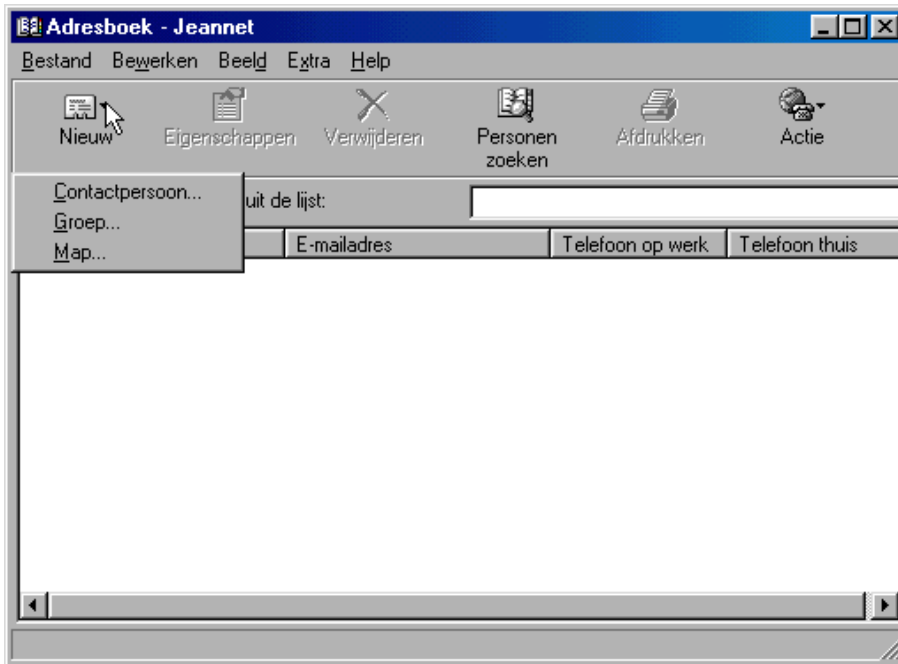 Adresboek - Jeannet
Bestand Bewerken Beeld Extra Help
Nieuw Eigenschappen Verwijderen Personen zoeken Afdrukken Actie
Contactpersoon...
uit de lijst:
Groep...
Map...
E-mailadres Telefoon op werk Telefoon thuis